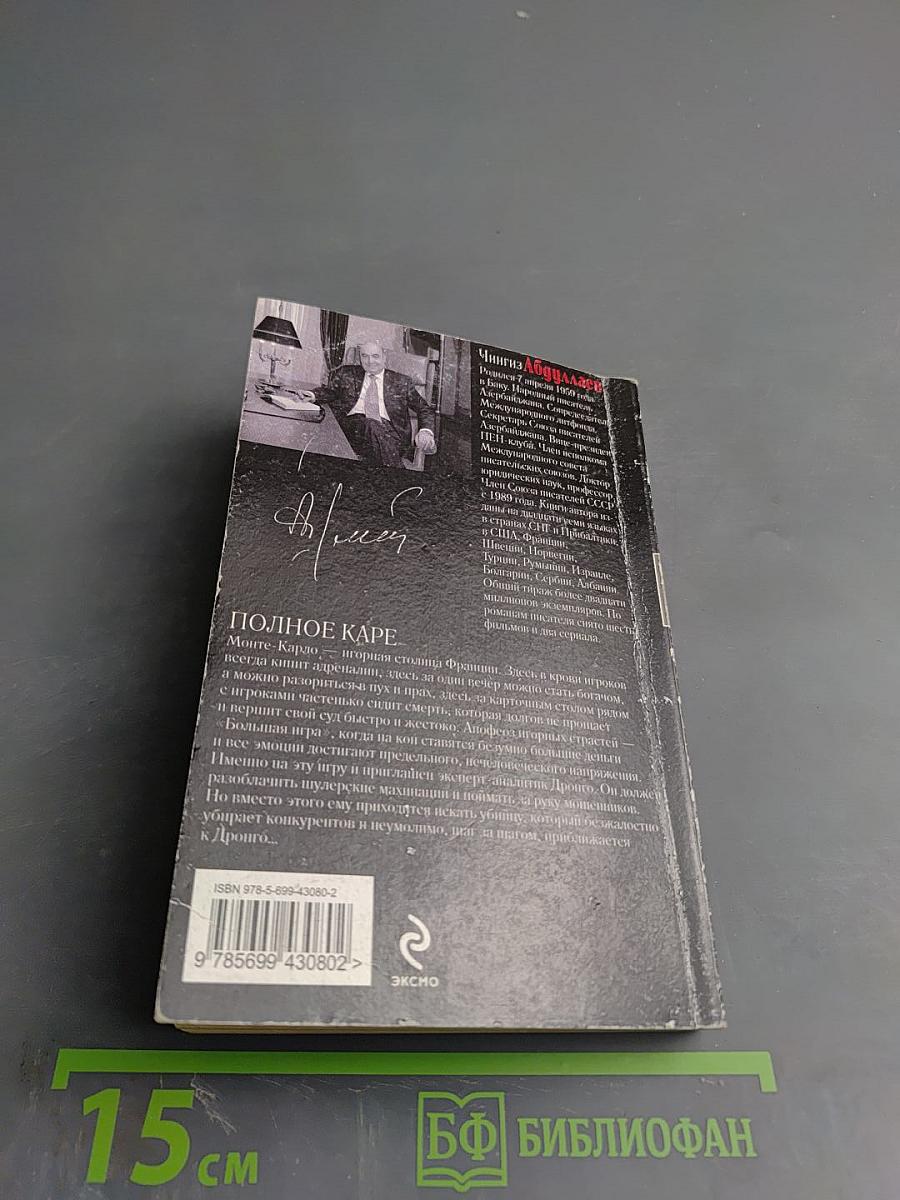 Чингиз Абдуллаев
Родился 7 апреля 1959 года
в Баку. Народный писатель
Азербайджана. Сопредседатель
Международного литфонда.
Секретарь Союза писателей
Азербайджана. Вице-президент
ПЕН-клуба. Член исполкома
Международного совета
писательских союзов. Доктор
юридических наук, профессор.
Член Союза писателей СССР
с 1989 года. Книги автора из-
даны на двадцати семи языках
в странах СНГ и Прибалтики,
в США, Франции,
Швеции, Норвегии,
Турции, Румынии, Израиле,
Болгарии, Сербии, Албании.
Общий тираж более двадцати
миллионов экземпляров. По
романам писателя снято шесть
фильмов и два сериала.
ПОЛНОЕ КАРЕ
Монте-Карло — игорная столица Франции. Здесь в крови игроков
всегда кипит адреналин, здесь за один вечер можно стать богачом,
а можно разориться в пух и прах, здесь за карточным столом рядом
с игроками частенько сидит смерть, которая долгов не прощает
и вершит свой суд быстро и жестоко. Апофеоз игорных страстей —
«Большая игра», когда на кон ставятся безумно большие деньги
и все эмоции достигают предельного, нечеловеческого напряжения.
Именно на эту игру и приглашен эксперт-аналитик Дронго. Он должен
разоблачить шулерские махинации и поймать за руку мошенников.
Но вместо этого ему приходится искать убийцу, который безжалостно
убирает конкурентов и неумолимо, шаг за шагом, приближается
к Дронго...
ISBN 978-5-699-43080-2
9 785699 430802 >
ЭКСМО
15 см
БФ БИБЛИОФАН